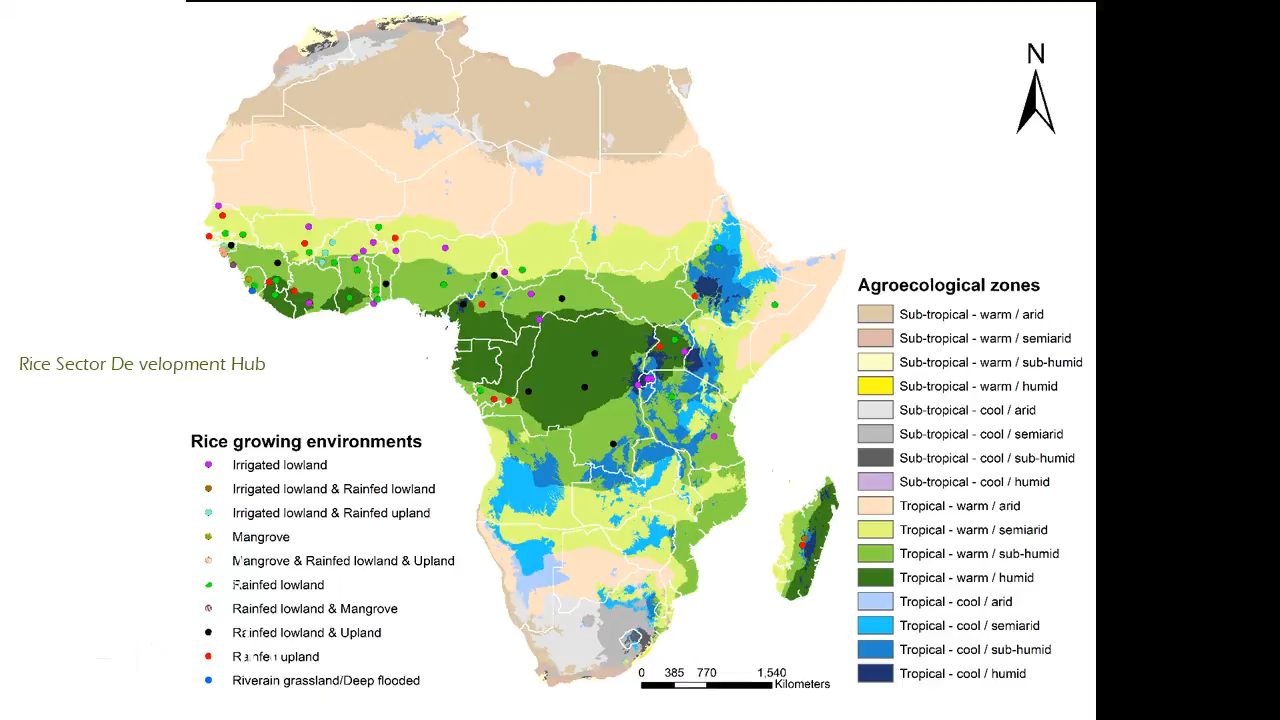 N
Agroecological zones
Sub-tropical - warm / arid
Sub-tropical - warm / semiarid
Sub-tropical - warm / sub-humid
Sub-tropical - warm / humid
Sub-tropical - cool / arid
Sub-tropical - cool / semiarid
Sub-tropical - cool / sub-humid
Sub-tropical - cool / humid
Tropical - warm / arid
Tropical - warm / semiarid
Tropical - warm / sub-humid
Tropical - warm / humid
Tropical - cool / arid
Tropical - cool / semiarid
Tropical - cool / sub-humid
Tropical - cool / humid
Rice Sector De velopment Hub
Rice growing environments
Irrigated lowland
Irrigated lowland & Rainfed lowland
Irrigated lowland & Rainfed upland
Mangrove
Mangrove & Rainfed lowland & Upland
Rainfed lowland
Rainfed lowland & Mangrove
Rainfed lowland & Upland
Rainfed upland
Riverain grassland/Deep flooded
0 385 770 1,540
Kilometers